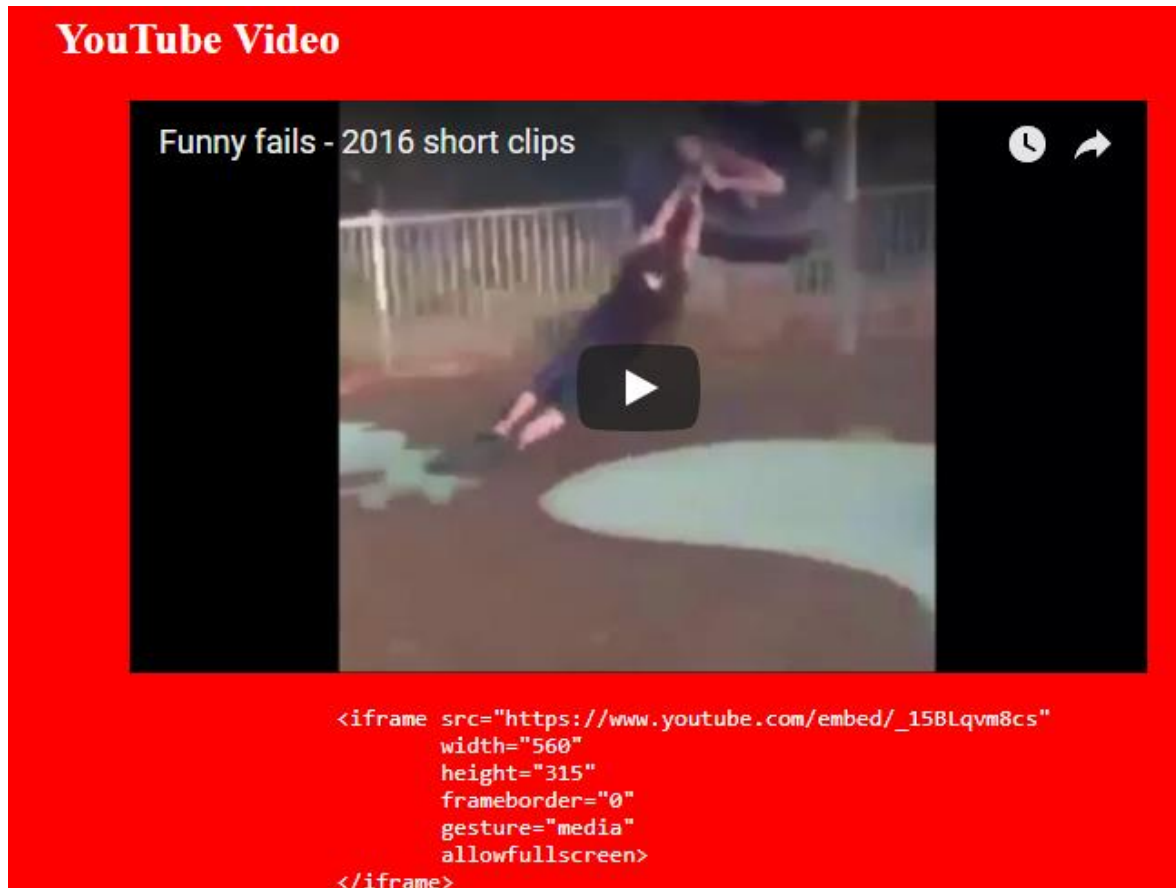 YouTube Video
Funny fails - 2016 short clips
<iframe src="https://www.youtube.com/embed/_15BLqvm8cs"
width="560"
height="315"
frameborder="0"
gesture="media"
allowfullscreen>
</iframe>